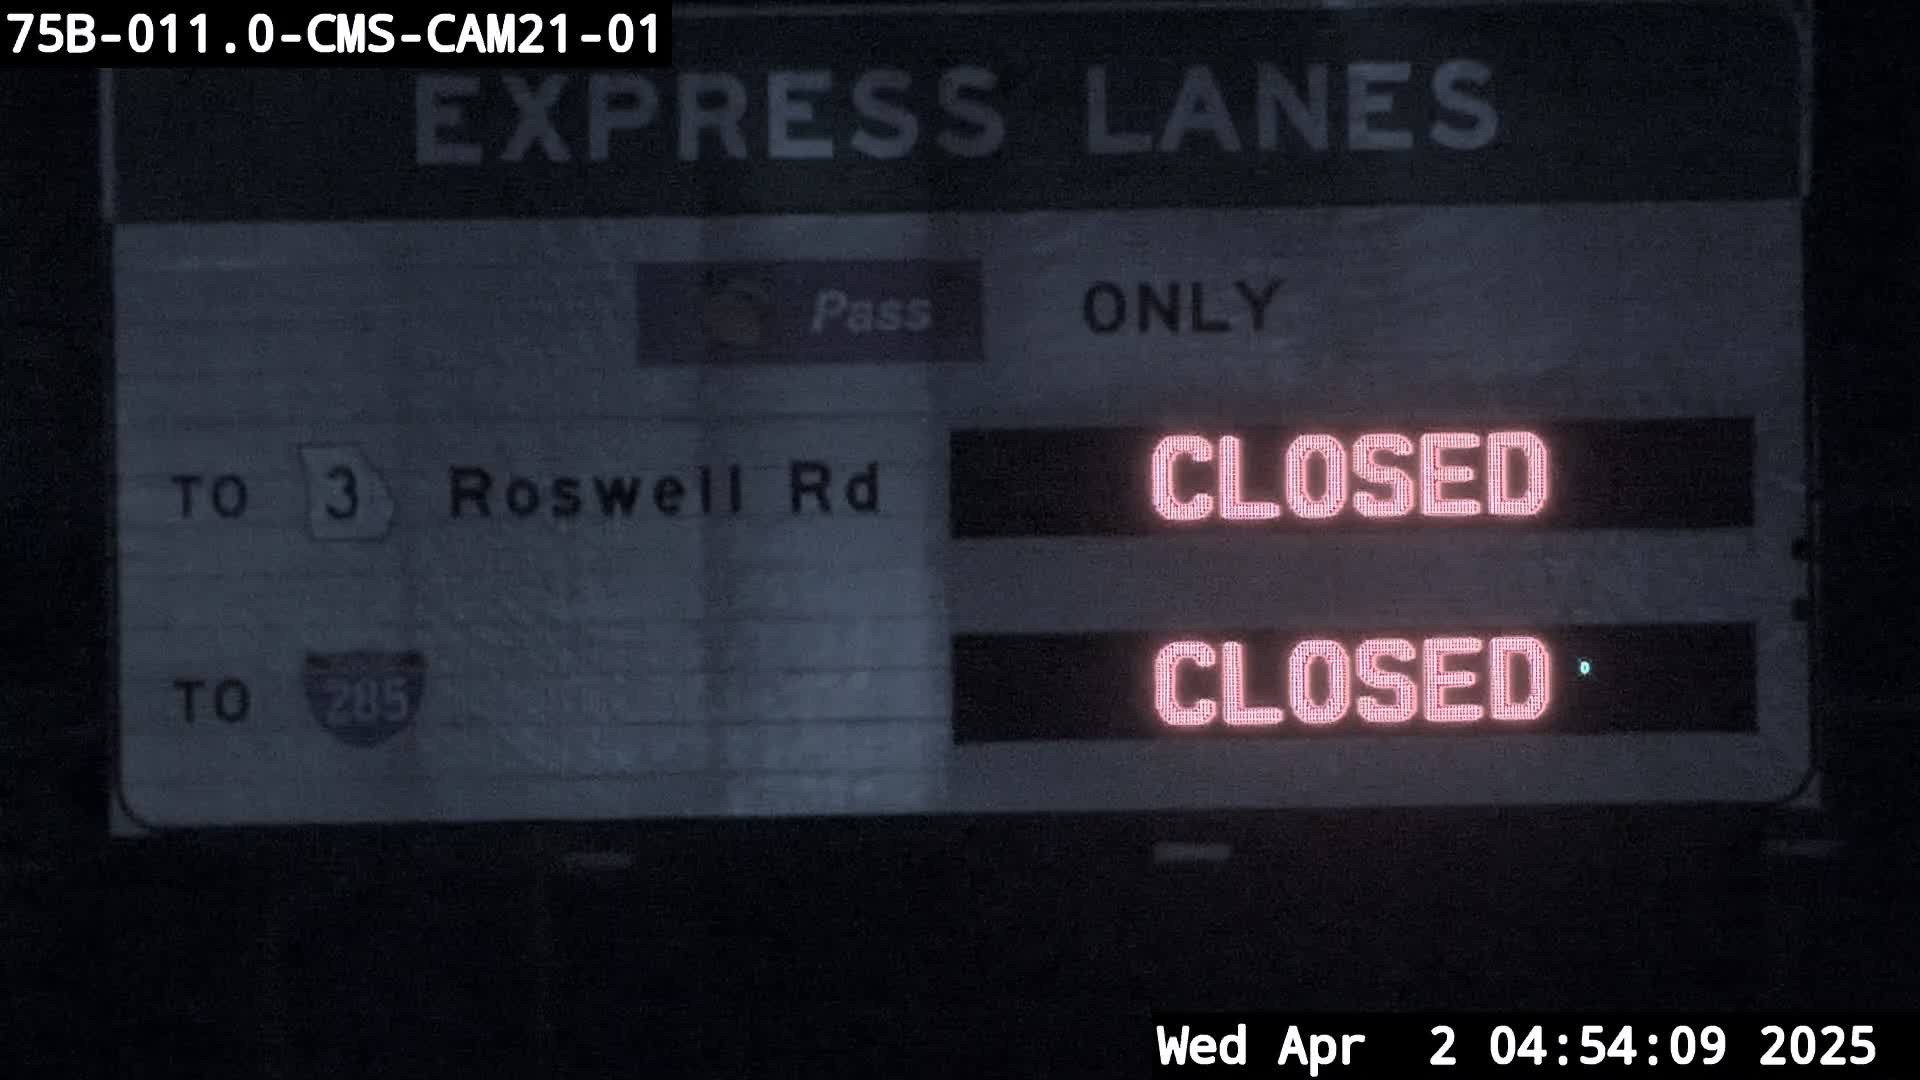 75B-011.0-CMS-CAM21-01
EXPRESS LANES
Pass ONLY
TO 3 Roswell Rd CLOSED
TO 285 CLOSED
Wed Apr 2 04:54:09 2025